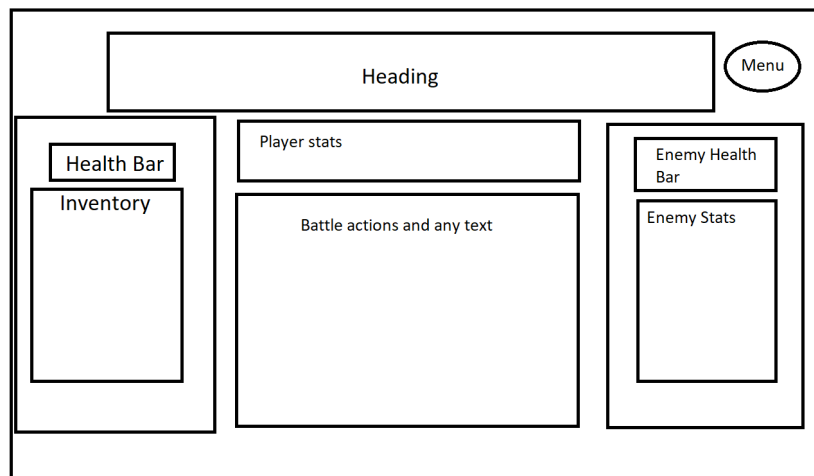 Heading
Menu
Health Bar
Inventory
Player stats
Battle actions and any text
Enemy Health
Bar
Enemy Stats